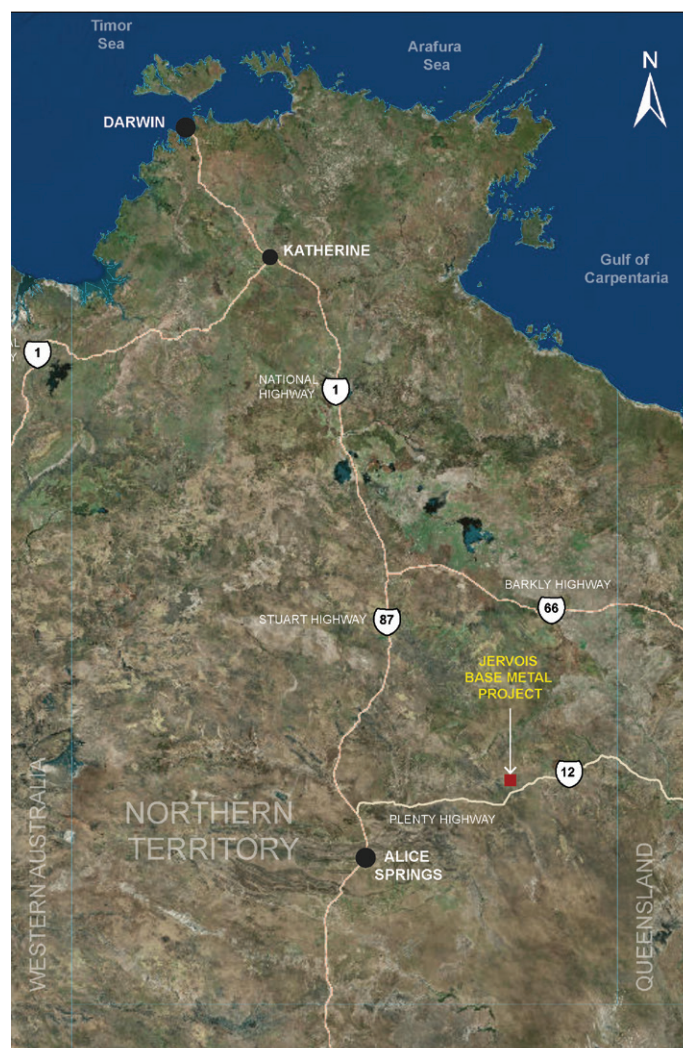 Timor
Sea
Arafura
Sea
N
DARWIN
KATHERINE
Gulf of
Carpentaria
1
NATIONAL
HIGHWAY
1
BARKLY HIGHWAY
66
STUART HIGHWAY
87
JERVOIS
BASE METAL
PROJECT
12
NORTHERN
TERRITORY
PLENTY HIGHWAY
ALICE
SPRINGS
WESTERN AUSTRALIA
QUEENSLAND